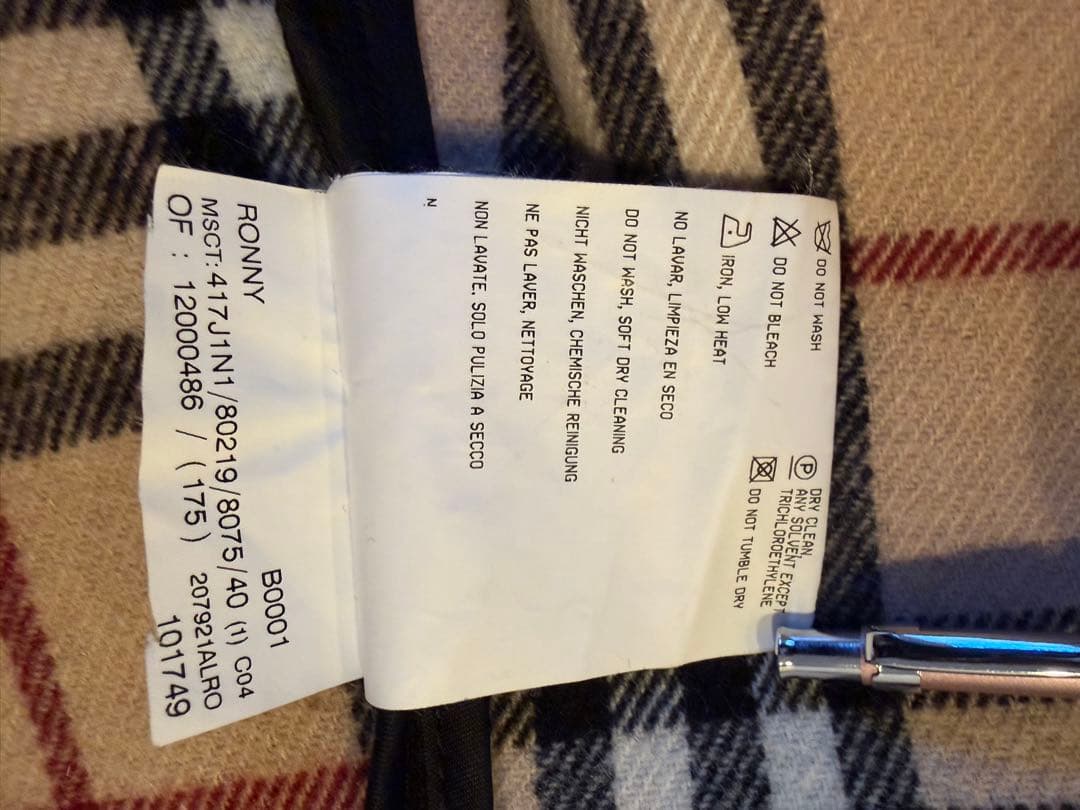 DO NOT WASH
DO NOT BLEACH
IRON, LOW HEAT
P
DRY CLEAN,
ANY SOLVENT EXCEPT
TRICHLOROETHYLENE
DO NOT TUMBLE DRY
NO LAVAR, LIMPIEZA EN SECO
DO NOT WASH, SOFT DRY CLEANING
NICHT WASCHEN, CHEMISCHE REINIGUNG
NE PAS LAVER, NETTOYAGE
NON LAVATE, SOLO PULIZIA A SECCO
N
RONNY B0001
MSCT: 417J1N1/80219/8075/40 (1) C04
OF : 12000486 / (175) 207921ALRO
101749